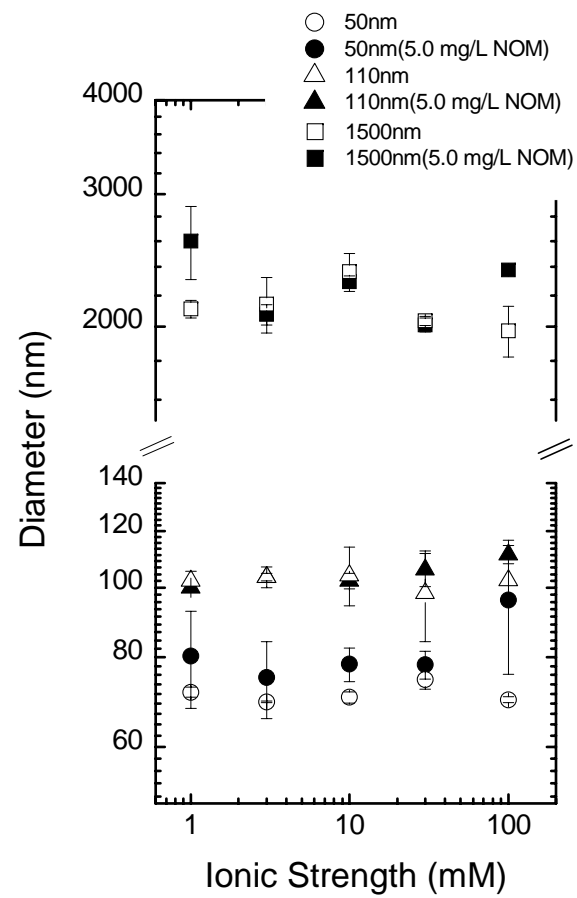 50nm
50nm(5.0 mg/L NOM)
110nm
110nm(5.0 mg/L NOM)
1500nm
1500nm(5.0 mg/L NOM)
4000
3000
2000
140
120
100
80
60
1 10 100
Diameter (nm)
Ionic Strength (mM)